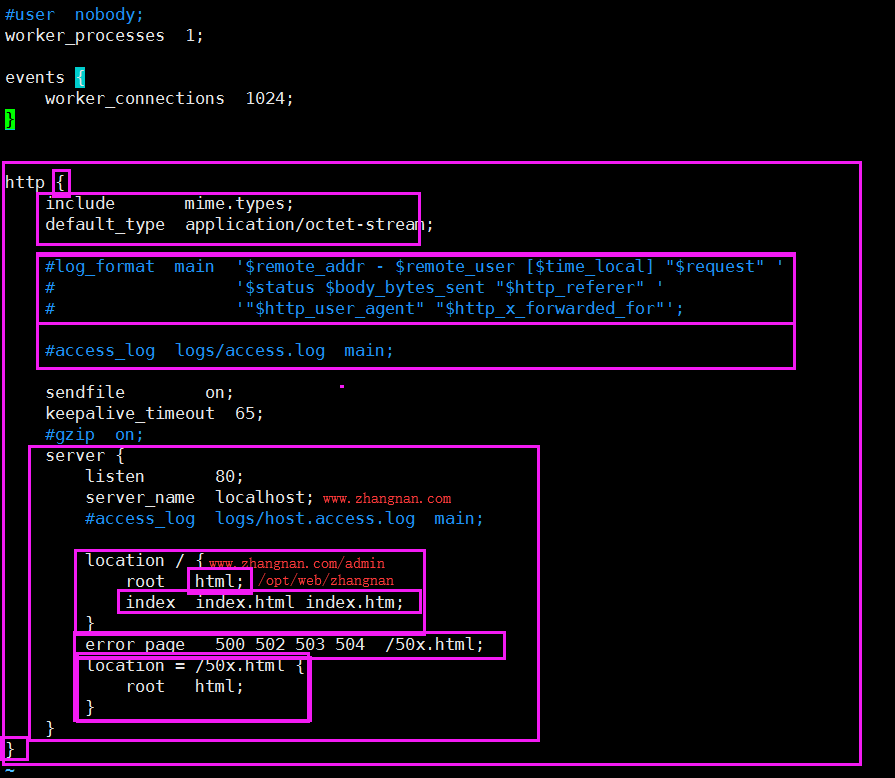 #user  nobody;
worker_processes  1;
events {
    worker_connections  1024;
}
http {
    include       mime.types;
    default_type  application/octet-stream;
    #log_format  main  '$remote_addr - $remote_user [$time_local] "$request" '
    #                  '$status $body_bytes_sent "$http_referer" '
    #                  '"$http_user_agent" "$http_x_forwarded_for"';
    #access_log  logs/access.log  main;
    sendfile        on;
    keepalive_timeout  65;
    #gzip  on;
    server {
        listen       80;
        server_name  localhost; www.zhangnan.com
        #access_log  logs/host.access.log  main;
        location / { www.zhangnan.com/admin
            root   html; /opt/web/zhangnan
            index  index.html index.htm;
        }
        error_page   500 502 503 504  /50x.html;
        location = /50x.html {
            root   html;
        }
    }
}
~